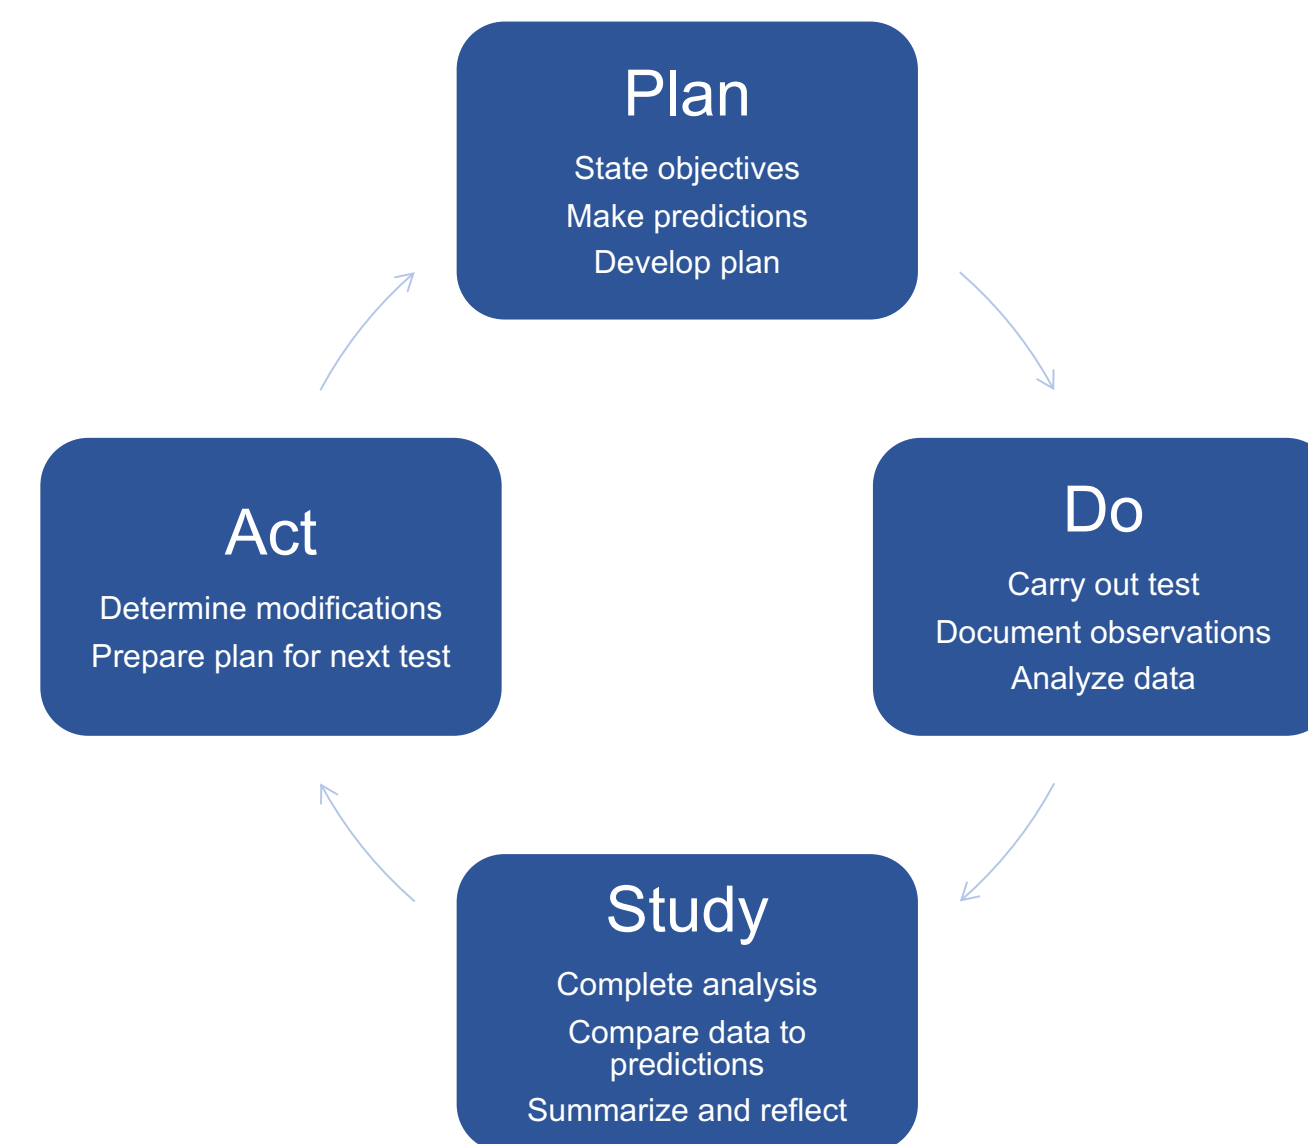 Plan
State objectives
Make predictions
Develop plan
Act
Determine modifications
Prepare plan for next test
Do
Carry out test
Document observations
Analyze data
Study
Complete analysis
Compare data to
predictions
Summarize and reflect